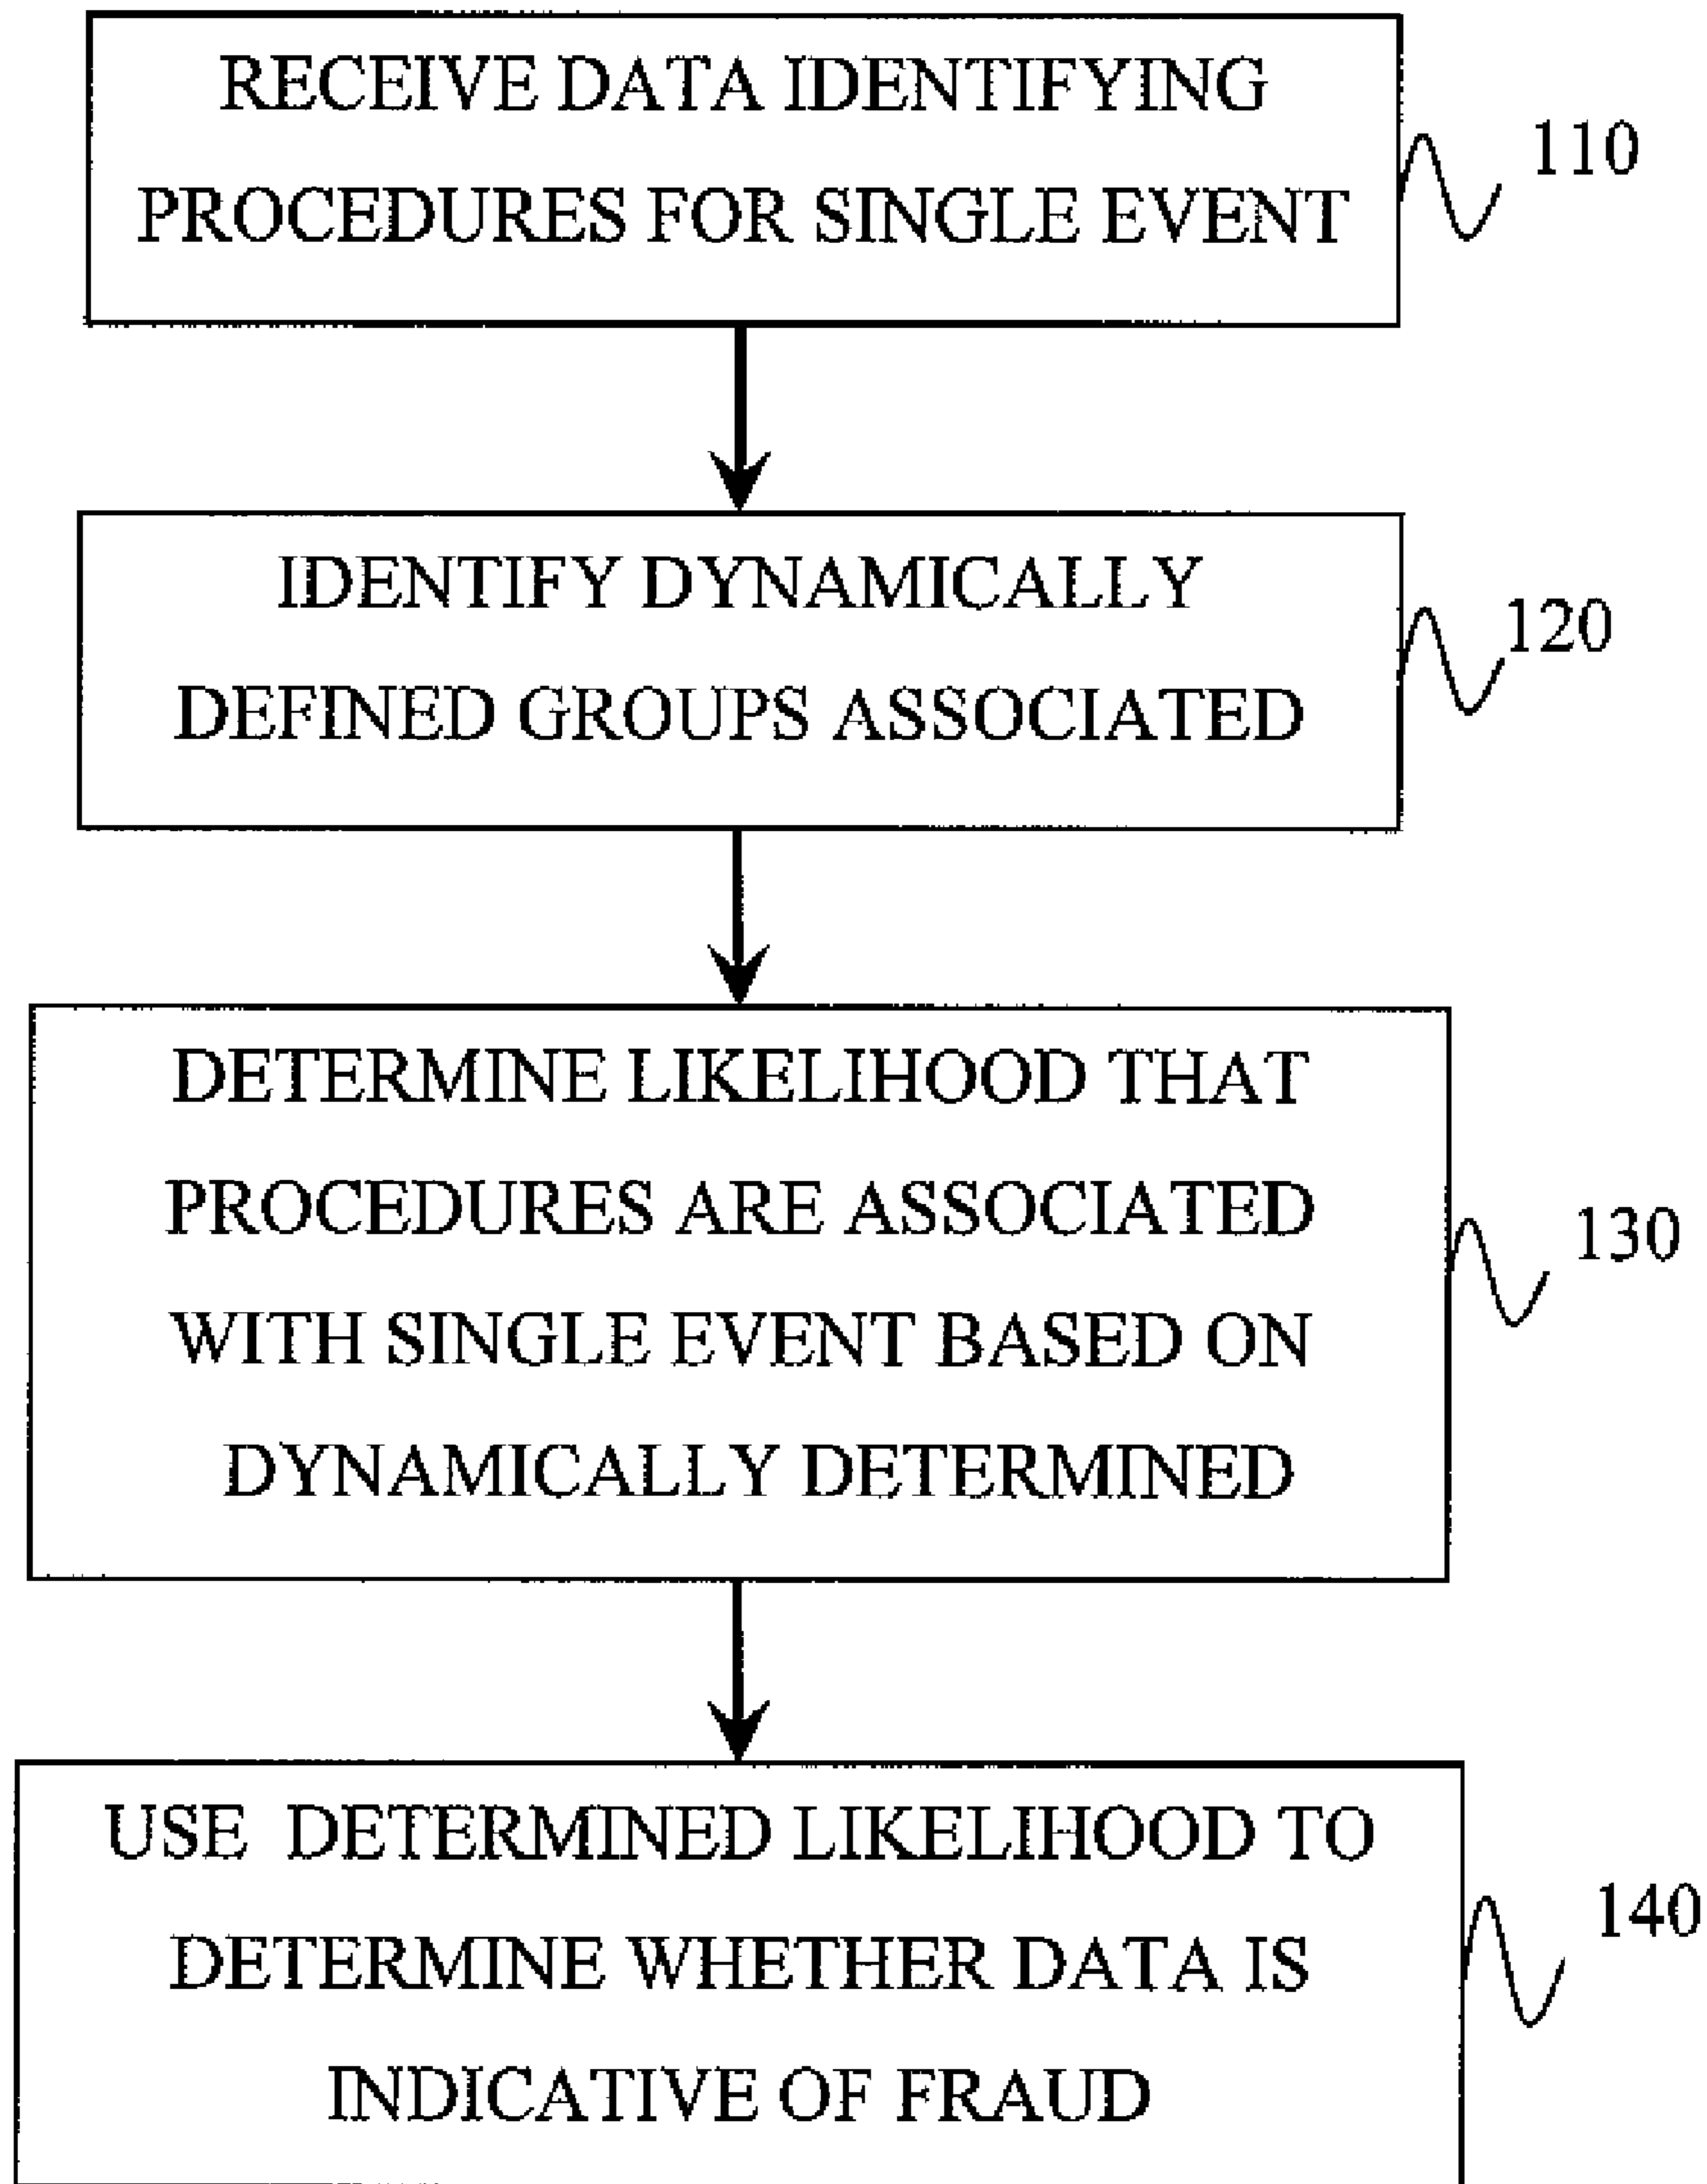 RECEIVE DATA IDENTIFYING
PROCEDURES FOR SINGLE EVENT
110
IDENTIFY DYNAMICALLY
DEFINED GROUPS ASSOCIATED
120
DETERMINE LIKELIHOOD THAT
PROCEDURES ARE ASSOCIATED
WITH SINGLE EVENT BASED ON
DYNAMICALLY DETERMINED
130
USE DETERMINED LIKELIHOOD TO
DETERMINE WHETHER DATA IS
INDICATIVE OF FRAUD
140